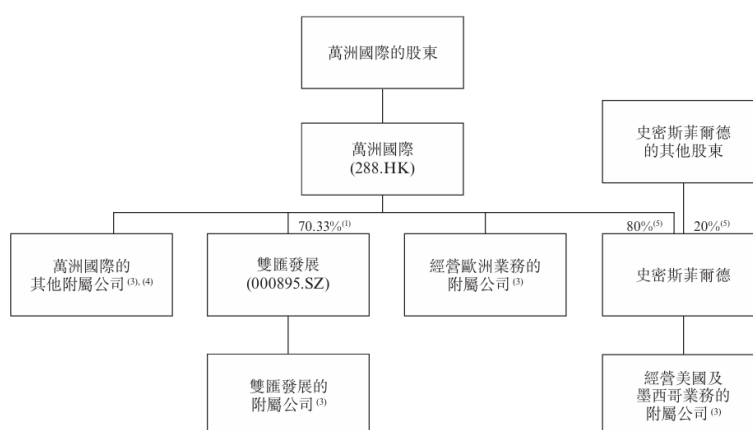 萬洲國際的股東
萬洲國際
(288.HK)
史密斯菲爾德
的其他股東
70.33%(1)
80%(5)
20%(5)
萬洲國際的
其他附屬公司(3), (4)
雙匯發展
(000895.SZ)
經營歐洲業務的
附屬公司(3)
史密斯菲爾德
雙匯發展的
附屬公司(3)
經營美國及
墨西哥業務的
附屬公司(3)